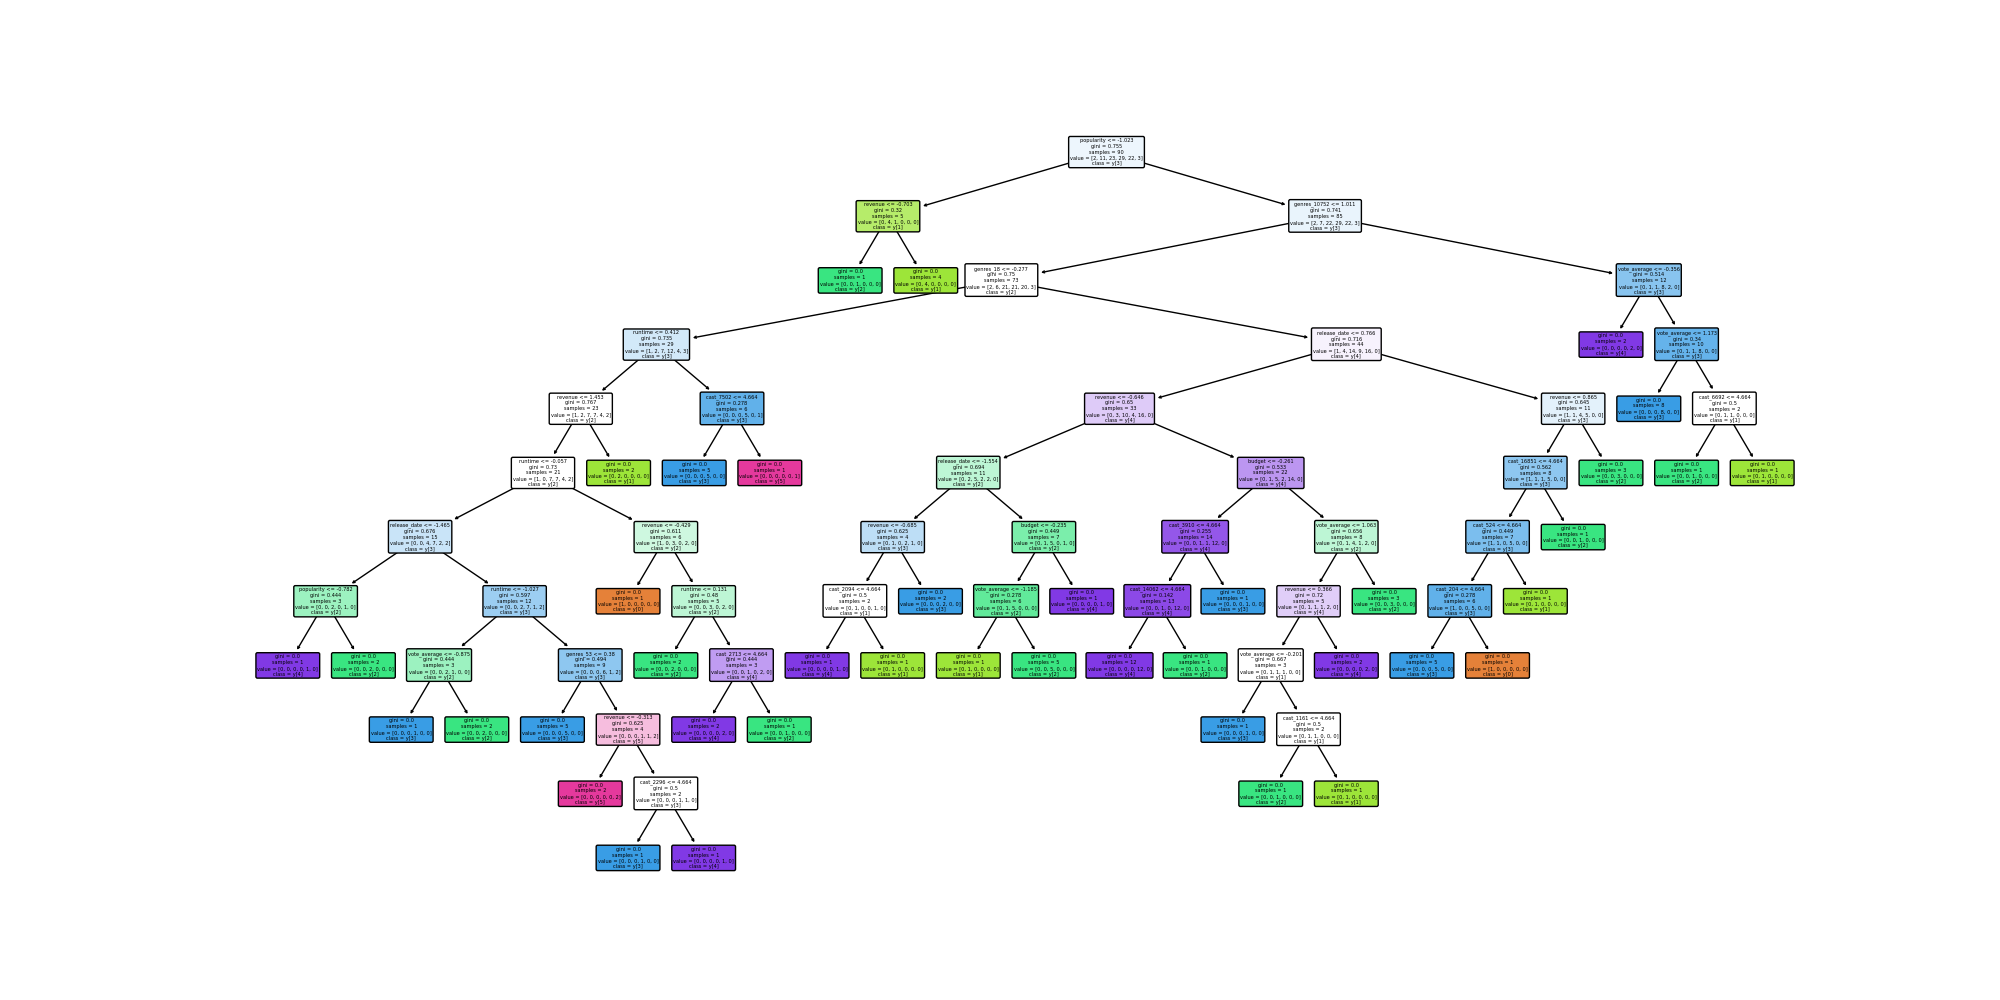 popularity <= -1.023
gini = 0.755
samples = 90
value = [2, 11, 23, 29, 22, 3]
class = y[3]
revenue <= -0.703
gini = 0.32
samples = 5
value = [0, 4, 1, 0, 0, 0]
class = y[1]
genres_10752 <= 1.011
gini = 0.741
samples = 85
value = [2, 7, 22, 29, 22, 3]
class = y[3]
gini = 0.0
samples = 1
value = [0, 0, 1, 0, 0, 0]
class = y[2]
gini = 0.0
samples = 4
value = [0, 4, 0, 0, 0, 0]
class = y[1]
genres_18 <= -0.277
gini = 0.75
samples = 73
value = [2, 6, 21, 21, 20, 3]
class = y[2]
vote_average <= -0.356
gini = 0.514
samples = 12
value = [0, 1, 1, 8, 2, 0]
class = y[3]
runtime <= 0.412
gini = 0.735
samples = 29
value = [1, 2, 7, 12, 4, 3]
class = y[3]
release_date <= 0.766
gini = 0.716
samples = 44
value = [1, 4, 14, 9, 16, 0]
class = y[4]
gini = 0.0
samples = 2
value = [0, 0, 0, 0, 2, 0]
class = y[4]
vote_average <= 1.173
gini = 0.34
samples = 10
value = [0, 1, 1, 8, 0, 0]
class = y[3]
revenue <= 1.453
gini = 0.767
samples = 23
value = [1, 2, 7, 7, 4, 2]
class = y[2]
cast_7502 <= 4.664
gini = 0.278
samples = 6
value = [0, 0, 0, 5, 0, 1]
class = y[3]
revenue <= -0.646
gini = 0.65
samples = 33
value = [0, 3, 10, 4, 16, 0]
class = y[4]
revenue <= 0.865
gini = 0.645
samples = 11
value = [1, 1, 4, 5, 0, 0]
class = y[3]
gini = 0.0
samples = 8
value = [0, 0, 0, 8, 0, 0]
class = y[3]
cast_6692 <= 4.664
gini = 0.5
samples = 2
value = [0, 1, 1, 0, 0, 0]
class = y[1]
runtime <= -0.057
gini = 0.73
samples = 21
value = [1, 0, 7, 7, 4, 2]
class = y[2]
gini = 0.0
samples = 2
value = [0, 2, 0, 0, 0, 0]
class = y[1]
gini = 0.0
samples = 5
value = [0, 0, 0, 5, 0, 0]
class = y[3]
gini = 0.0
samples = 1
value = [0, 0, 0, 0, 0, 1]
class = y[5]
release_date <= -1.554
gini = 0.694
samples = 11
value = [0, 2, 5, 2, 2, 0]
class = y[2]
budget <= -0.261
gini = 0.533
samples = 22
value = [0, 1, 5, 2, 14, 0]
class = y[4]
cast_16851 <= 4.664
gini = 0.562
samples = 8
value = [1, 1, 1, 5, 0, 0]
class = y[3]
gini = 0.0
samples = 3
value = [0, 0, 3, 0, 0, 0]
class = y[2]
gini = 0.0
samples = 1
value = [0, 0, 1, 0, 0, 0]
class = y[2]
gini = 0.0
samples = 1
value = [0, 1, 0, 0, 0, 0]
class = y[1]
release_date <= -1.465
gini = 0.676
samples = 15
value = [0, 0, 4, 7, 2, 2]
class = y[3]
revenue <= -0.429
gini = 0.611
samples = 6
value = [1, 0, 3, 0, 2, 0]
class = y[2]
revenue <= -0.685
gini = 0.625
samples = 4
value = [0, 1, 0, 2, 1, 0]
class = y[3]
budget <= -0.235
gini = 0.449
samples = 7
value = [0, 1, 5, 0, 1, 0]
class = y[2]
cast_3910 <= 4.664
gini = 0.255
samples = 14
value = [0, 0, 1, 1, 12, 0]
class = y[4]
vote_average <= 1.063
gini = 0.656
samples = 8
value = [0, 1, 4, 1, 2, 0]
class = y[2]
cast_524 <= 4.664
gini = 0.449
samples = 7
value = [1, 1, 0, 5, 0, 0]
class = y[3]
gini = 0.0
samples = 1
value = [0, 0, 1, 0, 0, 0]
class = y[2]
popularity <= -0.782
gini = 0.444
samples = 3
value = [0, 0, 2, 0, 1, 0]
class = y[2]
runtime <= -1.027
gini = 0.597
samples = 12
value = [0, 0, 2, 7, 1, 2]
class = y[3]
gini = 0.0
samples = 1
value = [1, 0, 0, 0, 0, 0]
class = y[0]
runtime <= 0.131
gini = 0.48
samples = 5
value = [0, 0, 3, 0, 2, 0]
class = y[2]
cast_2094 <= 4.664
gini = 0.5
samples = 2
value = [0, 1, 0, 0, 1, 0]
class = y[1]
gini = 0.0
samples = 2
value = [0, 0, 0, 2, 0, 0]
class = y[3]
vote_average <= -1.185
gini = 0.278
samples = 6
value = [0, 1, 5, 0, 0, 0]
class = y[2]
gini = 0.0
samples = 1
value = [0, 0, 0, 0, 1, 0]
class = y[4]
cast_14062 <= 4.664
gini = 0.142
samples = 13
value = [0, 0, 1, 0, 12, 0]
class = y[4]
gini = 0.0
samples = 1
value = [0, 0, 0, 1, 0, 0]
class = y[3]
revenue <= 0.366
gini = 0.72
samples = 5
value = [0, 1, 1, 1, 2, 0]
class = y[4]
gini = 0.0
samples = 3
value = [0, 0, 3, 0, 0, 0]
class = y[2]
cast_204 <= 4.664
gini = 0.278
samples = 6
value = [1, 0, 0, 5, 0, 0]
class = y[3]
gini = 0.0
samples = 1
value = [0, 1, 0, 0, 0, 0]
class = y[1]
gini = 0.0
samples = 1
value = [0, 0, 0, 0, 1, 0]
class = y[4]
gini = 0.0
samples = 2
value = [0, 0, 2, 0, 0, 0]
class = y[2]
vote_average <= -0.875
gini = 0.444
samples = 3
value = [0, 0, 2, 1, 0, 0]
class = y[2]
genres_53 <= 0.38
gini = 0.494
samples = 9
value = [0, 0, 0, 6, 1, 2]
class = y[3]
gini = 0.0
samples = 2
value = [0, 0, 2, 0, 0, 0]
class = y[2]
cast_2713 <= 4.664
gini = 0.444
samples = 3
value = [0, 0, 1, 0, 2, 0]
class = y[4]
gini = 0.0
samples = 1
value = [0, 0, 0, 0, 1, 0]
class = y[4]
gini = 0.0
samples = 1
value = [0, 1, 0, 0, 0, 0]
class = y[1]
gini = 0.0
samples = 1
value = [0, 1, 0, 0, 0, 0]
class = y[1]
gini = 0.0
samples = 5
value = [0, 0, 5, 0, 0, 0]
class = y[2]
gini = 0.0
samples = 12
value = [0, 0, 0, 0, 12, 0]
class = y[4]
gini = 0.0
samples = 1
value = [0, 0, 1, 0, 0, 0]
class = y[2]
vote_average <= -0.201
gini = 0.667
samples = 3
value = [0, 1, 1, 1, 0, 0]
class = y[1]
gini = 0.0
samples = 2
value = [0, 0, 0, 0, 2, 0]
class = y[4]
gini = 0.0
samples = 5
value = [0, 0, 0, 5, 0, 0]
class = y[3]
gini = 0.0
samples = 1
value = [1, 0, 0, 0, 0, 0]
class = y[0]
gini = 0.0
samples = 1
value = [0, 0, 0, 1, 0, 0]
class = y[3]
gini = 0.0
samples = 2
value = [0, 0, 2, 0, 0, 0]
class = y[2]
gini = 0.0
samples = 5
value = [0, 0, 0, 5, 0, 0]
class = y[3]
revenue <= -0.313
gini = 0.625
samples = 4
value = [0, 0, 0, 1, 1, 2]
class = y[5]
gini = 0.0
samples = 2
value = [0, 0, 0, 0, 2, 0]
class = y[4]
gini = 0.0
samples = 1
value = [0, 0, 1, 0, 0, 0]
class = y[2]
gini = 0.0
samples = 1
value = [0, 0, 0, 1, 0, 0]
class = y[3]
cast_1161 <= 4.664
gini = 0.5
samples = 2
value = [0, 1, 1, 0, 0, 0]
class = y[1]
gini = 0.0
samples = 2
value = [0, 0, 0, 0, 0, 2]
class = y[5]
cast_2296 <= 4.664
gini = 0.5
samples = 2
value = [0, 0, 0, 1, 1, 0]
class = y[3]
gini = 0.0
samples = 1
value = [0, 0, 1, 0, 0, 0]
class = y[2]
gini = 0.0
samples = 1
value = [0, 1, 0, 0, 0, 0]
class = y[1]
gini = 0.0
samples = 1
value = [0, 0, 0, 1, 0, 0]
class = y[3]
gini = 0.0
samples = 1
value = [0, 0, 0, 0, 1, 0]
class = y[4]